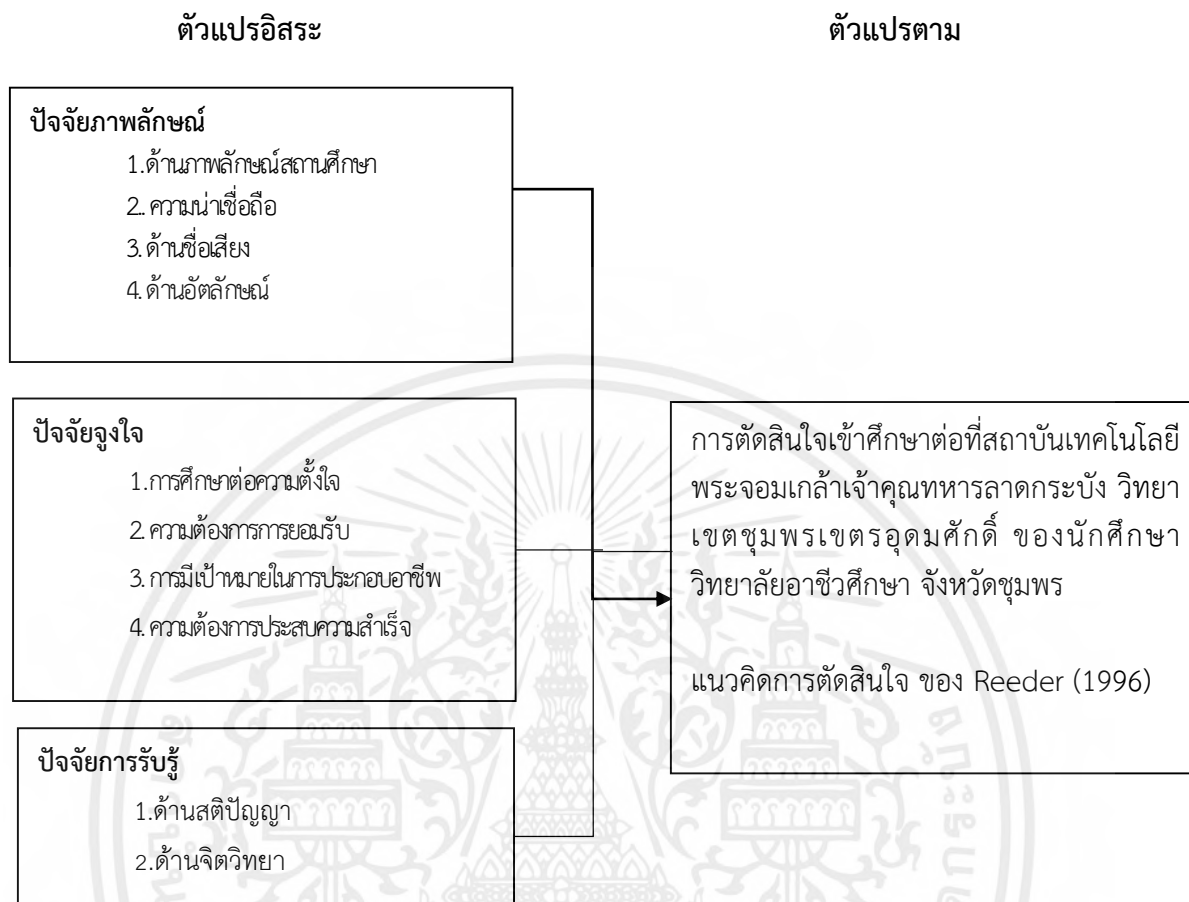 ตัวแปรอิสระ
ตัวแปรตาม
ปัจจัยภาพลักษณ์
1.ด้านภาพลักษณ์สถานศึกษา
2.. ความน่าเชื่อถือ
3. ด้านชื่อเสียง
4. ด้านอัตลักษณ์
ปัจจัยจูงใจ
1.การศึกษาต่อความตั้งใจ
2. ความต้องการการยอมรับ
3. การมีเป้าหมายในการประกอบอาชีพ
4. ความต้องการประสบความสำเร็จ
ปัจจัยการรับรู้
1.ด้านสติปัญญา
2.ด้านจิตวิทยา
การตัดสินใจเข้าศึกษาต่อที่สถาบันเทคโนโลยี
พระจอมเกล้าเจ้าคุณทหารลาดกระบัง วิทยา
เขตชุมพรเขตรอุดมศักดิ์ ของนักศึกษา
วิทยาลัยอาชีวศึกษา จังหวัดชุมพร
แนวคิดการตัดสินใจ ของ Reeder (1996)